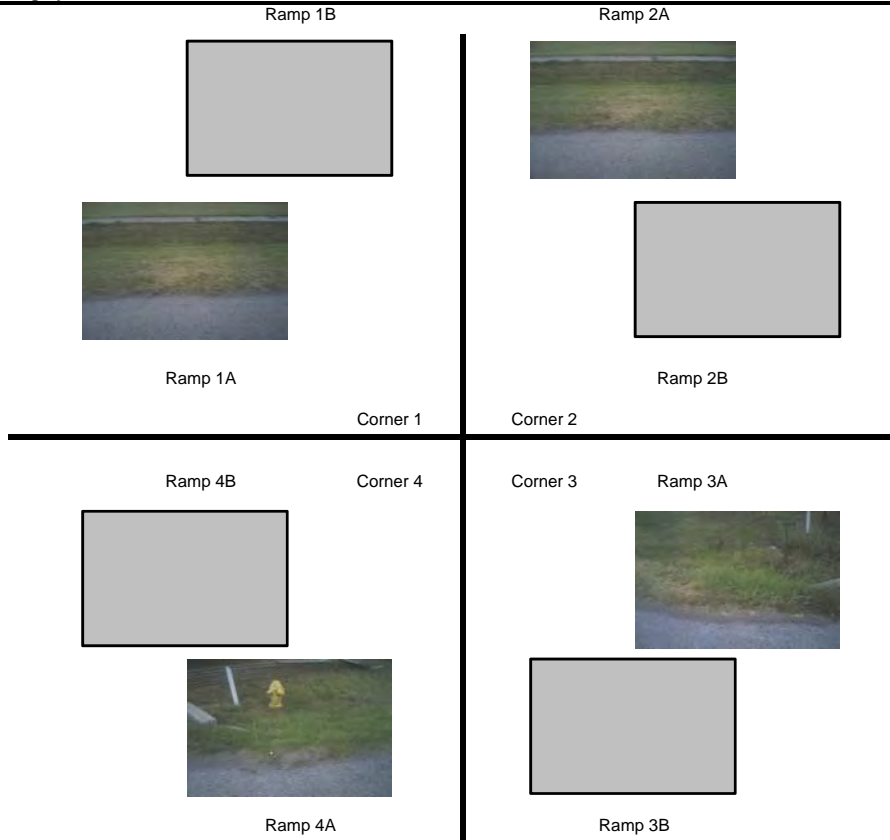 Ramp 1B
Ramp 2A
Ramp 1A
Ramp 2B
Corner 1
Corner 2
Ramp 4B
Corner 4
Corner 3
Ramp 3A
Ramp 4A
Ramp 3B